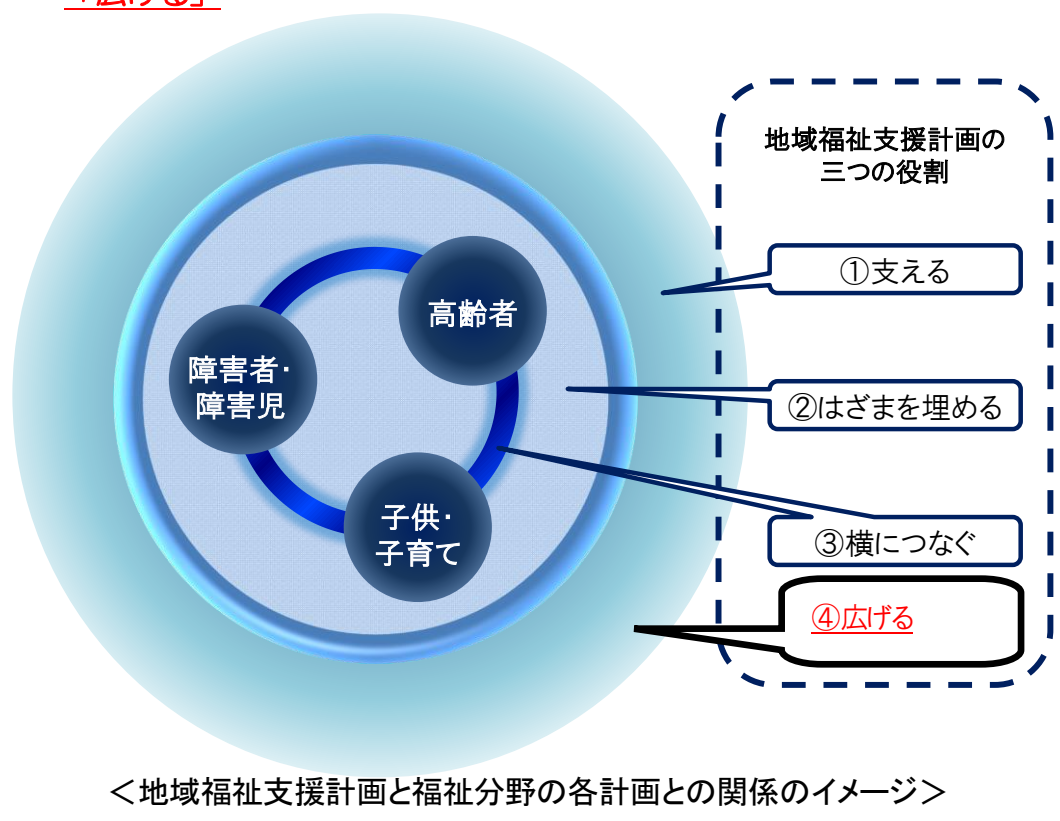 「広げる」
地域福祉支援計画の
三つの役割
①支える
高齢者
障害者・
障害児
②はざまを埋める
子供・
子育て
③横につなぐ
④広げる
＜地域福祉支援計画と福祉分野の各計画との関係のイメージ＞